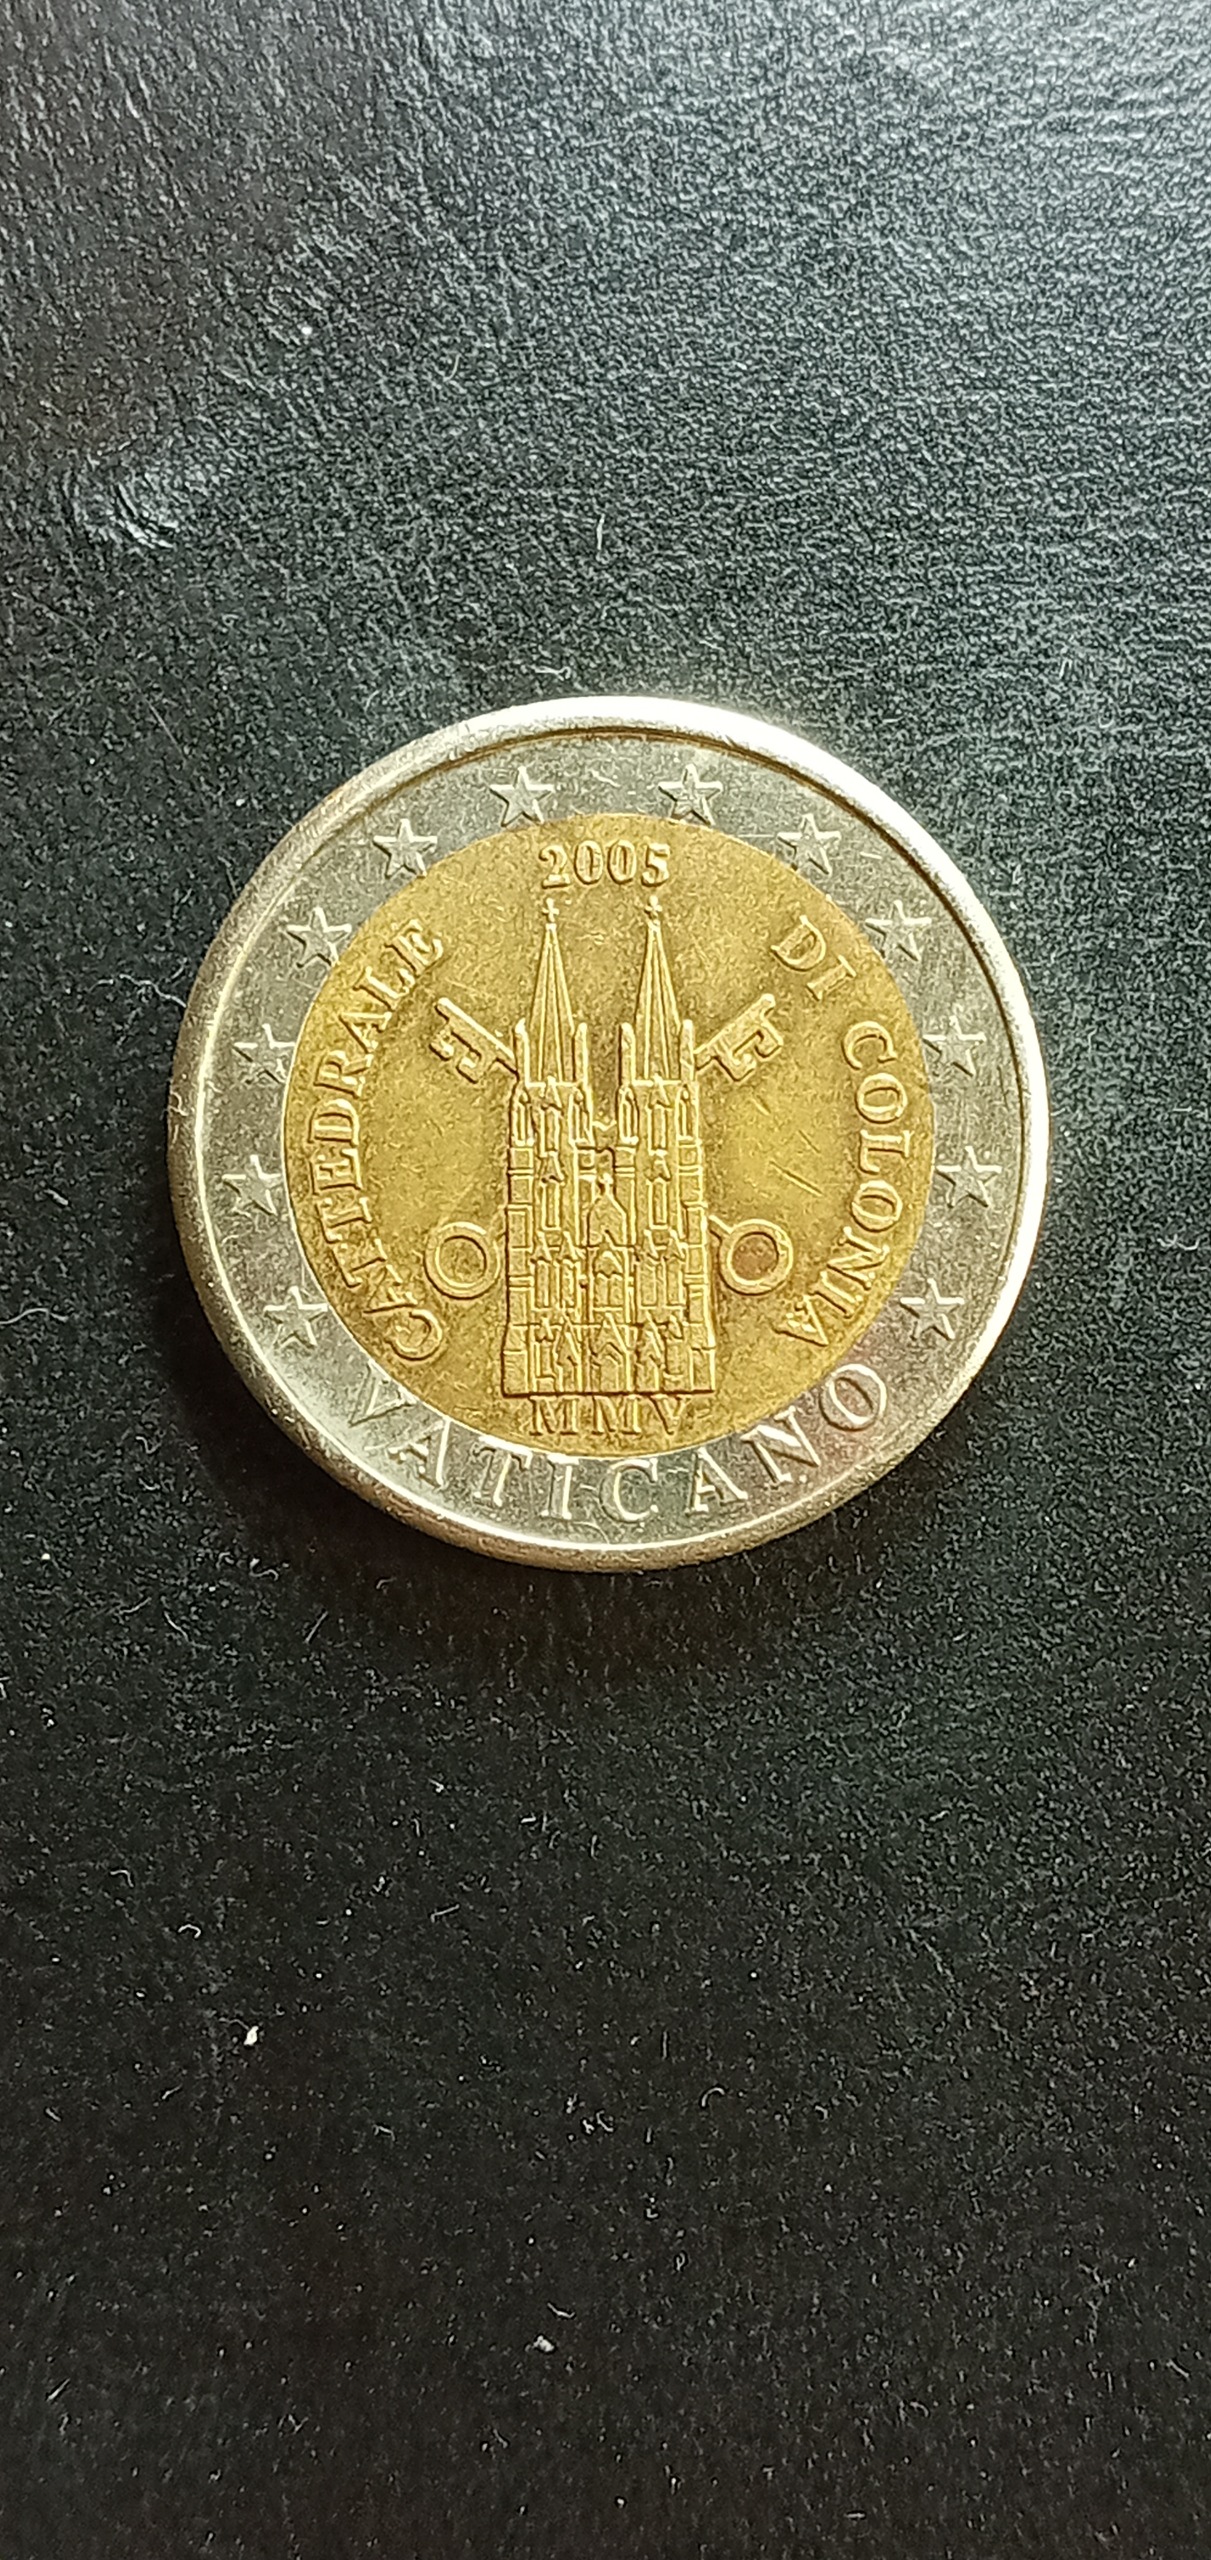 2005
CATTEDRALE DI COLONIA
MMV
VATICANO